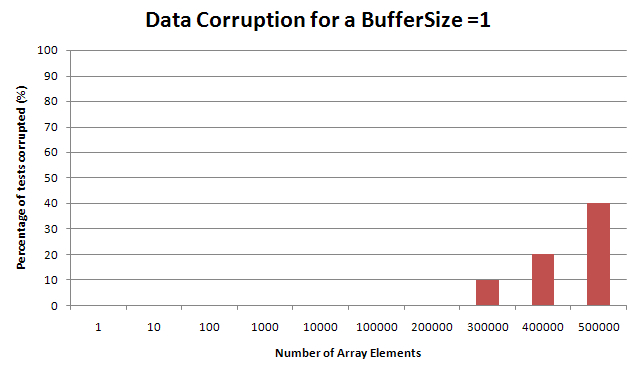 Data Corruption for a BufferSize =1
100
90
80
70
60
50
40
30
20
10
0
Percentage of tests corrupted (%)
1 10 100 1000 10000 100000 200000 300000 400000 500000
Number of Array Elements